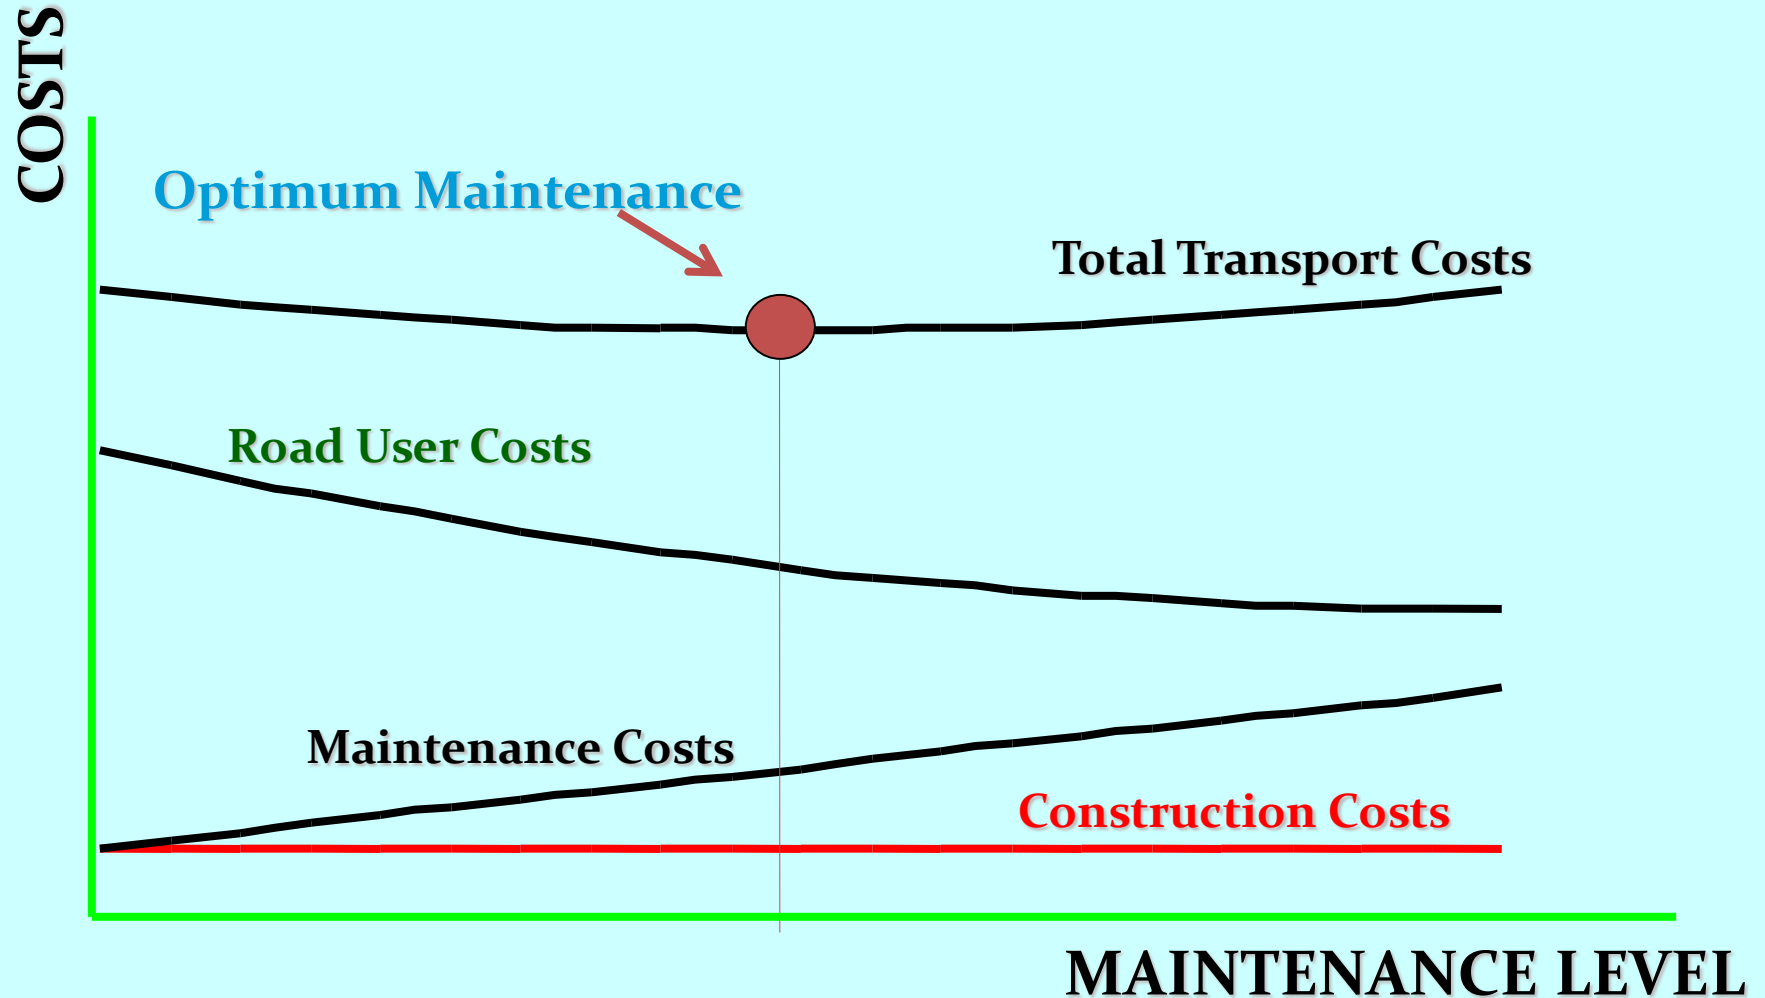 COSTS
Optimum Maintenance
Total Transport Costs
Road User Costs
Maintenance Costs
Construction Costs
MAINTENANCE LEVEL